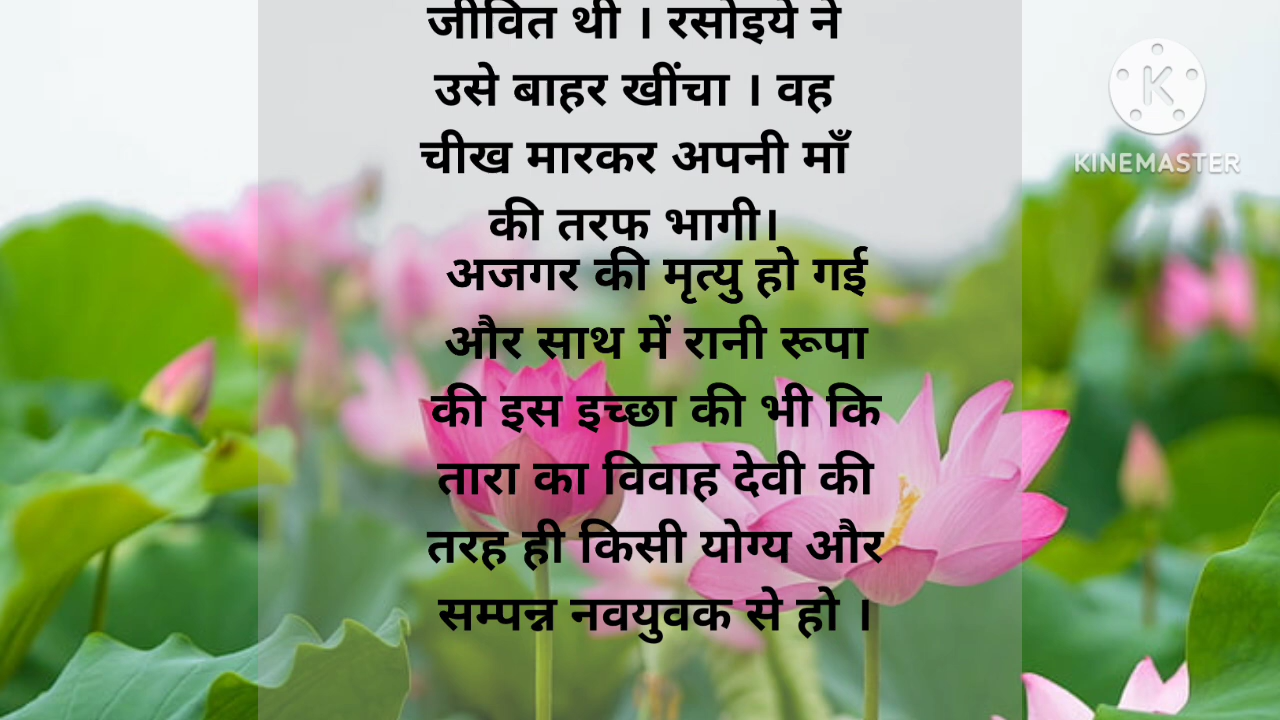 जीवित थी । रसोइये ने
उसे बाहर खींचा । वह
चीख मारकर अपनी माँ
की तरफ भागी।
अजगर की मृत्यु हो गई
और साथ में रानी रूपा
की इस इच्छा की भी कि
तारा का विवाह देवी की
तरह ही किसी योग्य और
सम्पन्न नवयुवक से हो ।
K
KINEMASTER